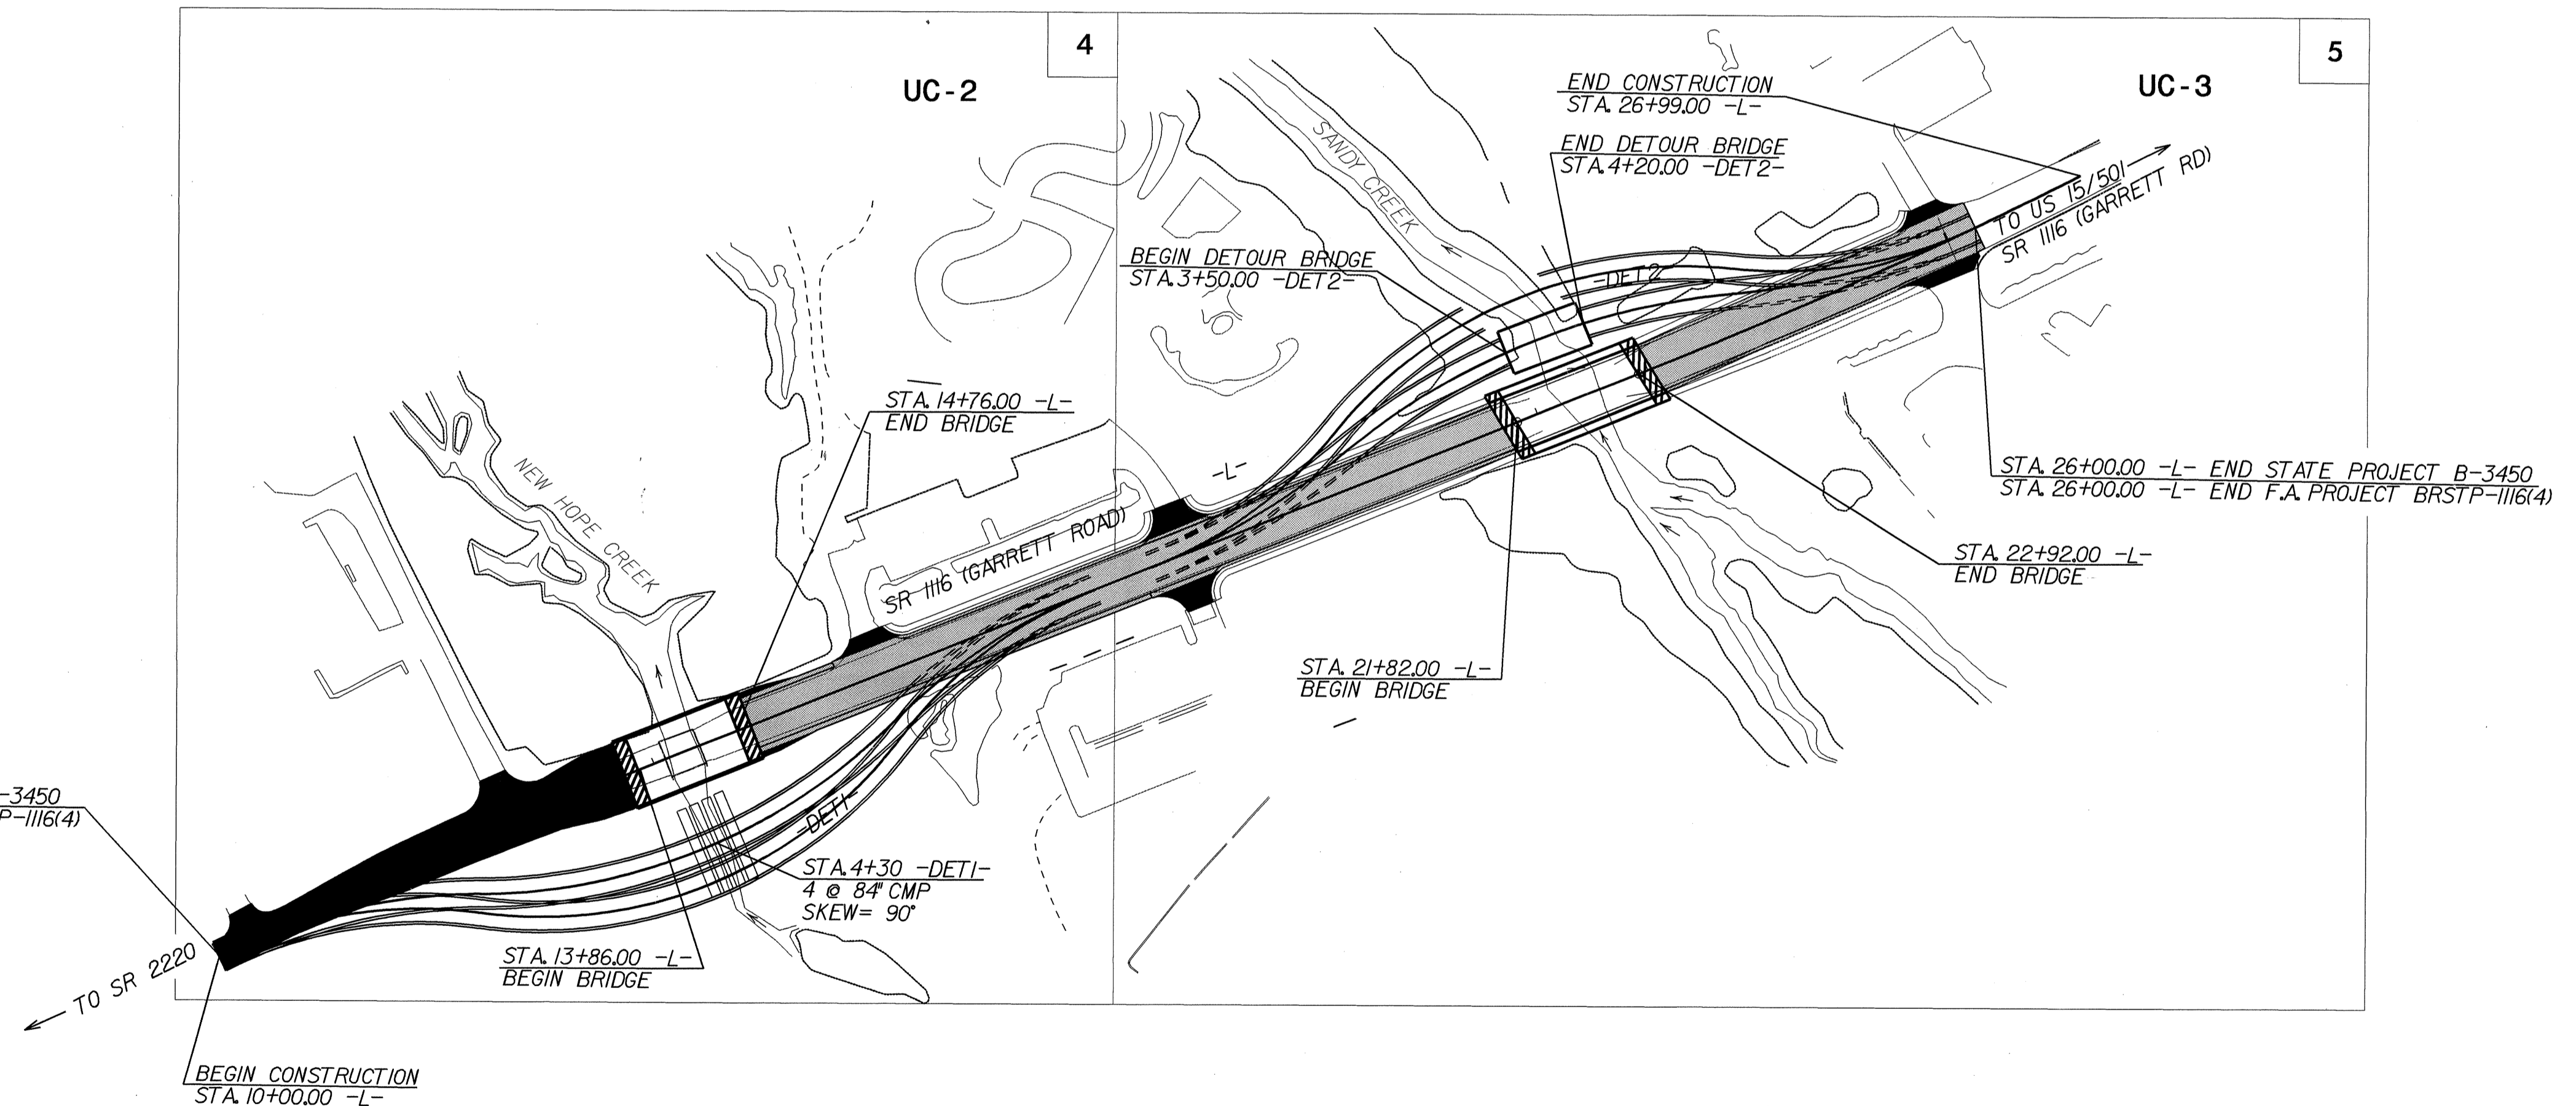 4
UC-2
5
UC-3
END CONSTRUCTION
STA. 26+99.00 -L-
END DETOUR BRIDGE
STA. 4+20.00 -DET2-
SANDY CREEK
BEGIN DETOUR BRIDGE
STA. 3+50.00 -DET2-
-DET2-
TO US 15/501
SR 1116 (GARRETT RD)
STA. 14+76.00 -L-
END BRIDGE
-L-
NEW HOPE CREEK
SR 1116 (GARRETT ROAD)
STA. 26+00.00 -L- END STATE PROJECT B-3450
STA. 26+00.00 -L- END F.A. PROJECT BRSTP-1116(4)
STA. 22+92.00 -L-
END BRIDGE
STA. 21+82.00 -L-
BEGIN BRIDGE
-3450
P-1116(4)
-DET1-
STA. 4+30 -DET1-
4 @ 84" CMP
SKEW= 90°
STA. 13+86.00 -L-
BEGIN BRIDGE
TO SR 2220
BEGIN CONSTRUCTION
STA. 10+00.00 -L-